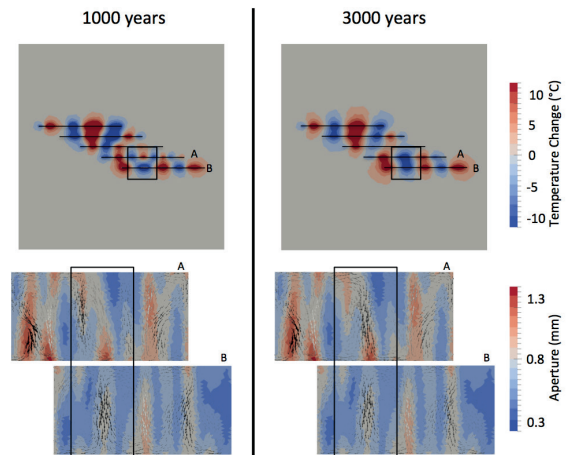 1000 years
3000 years
A
B
A
B
10
5
0
-5
-10
Temperature Change (°C)
A
B
A
B
1.3
0.8
0.3
Aperture (mm)